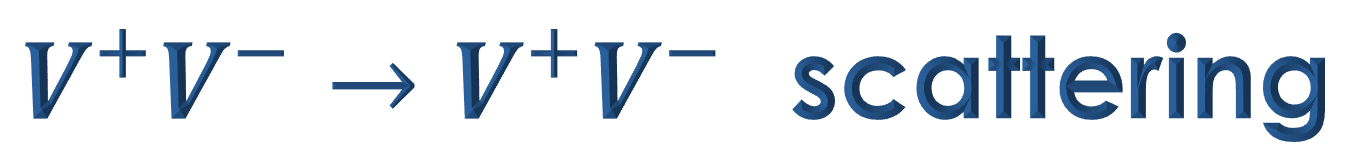 V⁺V⁻ → V⁺V⁻ scattering